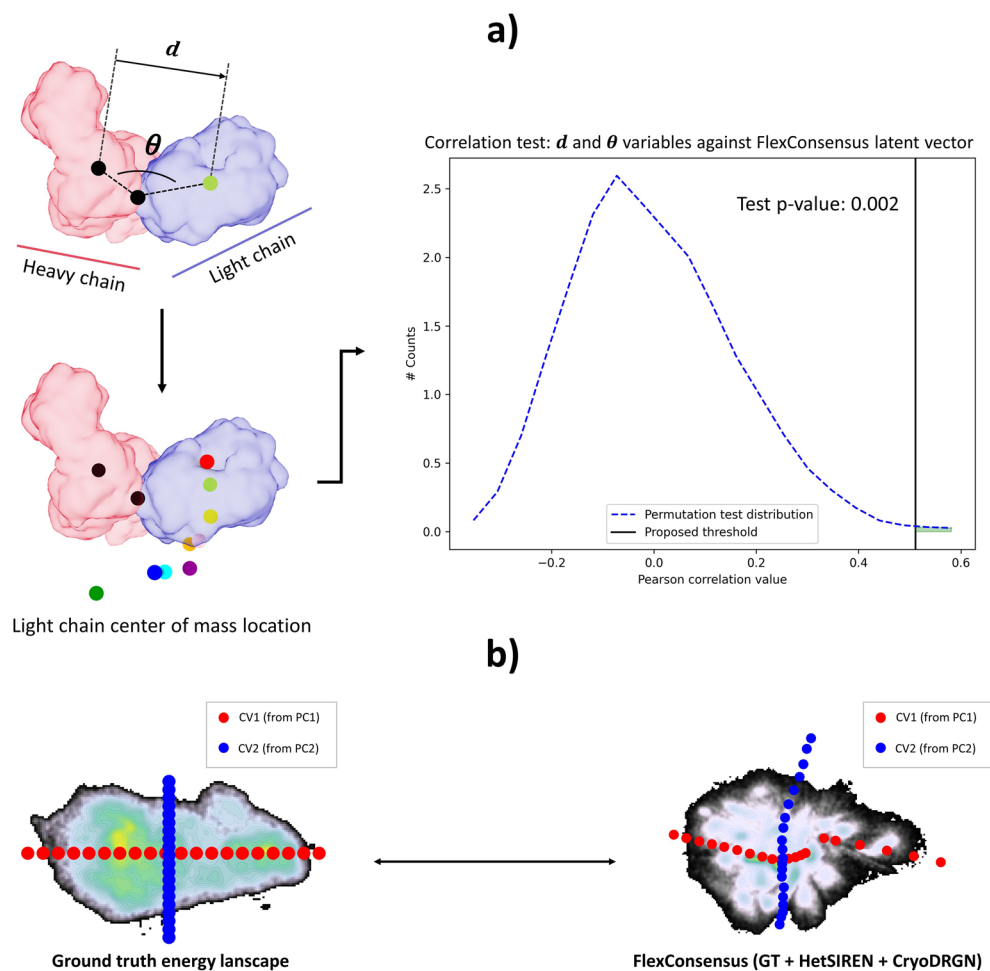 a)
d
θ
Heavy chain
Light chain
Light chain center of mass location
Correlation test: d and θ variables against FlexConsensus latent vector
Test p-value: 0.002
# Counts
2.5
2.0
1.5
1.0
0.5
0.0
Permutation test distribution
Proposed threshold
−0.2
0.0
0.2
0.4
0.6
Pearson correlation value
b)
CV1 (from PC1)
CV2 (from PC2)
Ground truth energy lanscape
CV1 (from PC1)
CV2 (from PC2)
FlexConsensus (GT + HetSIREN + CryoDRGN)